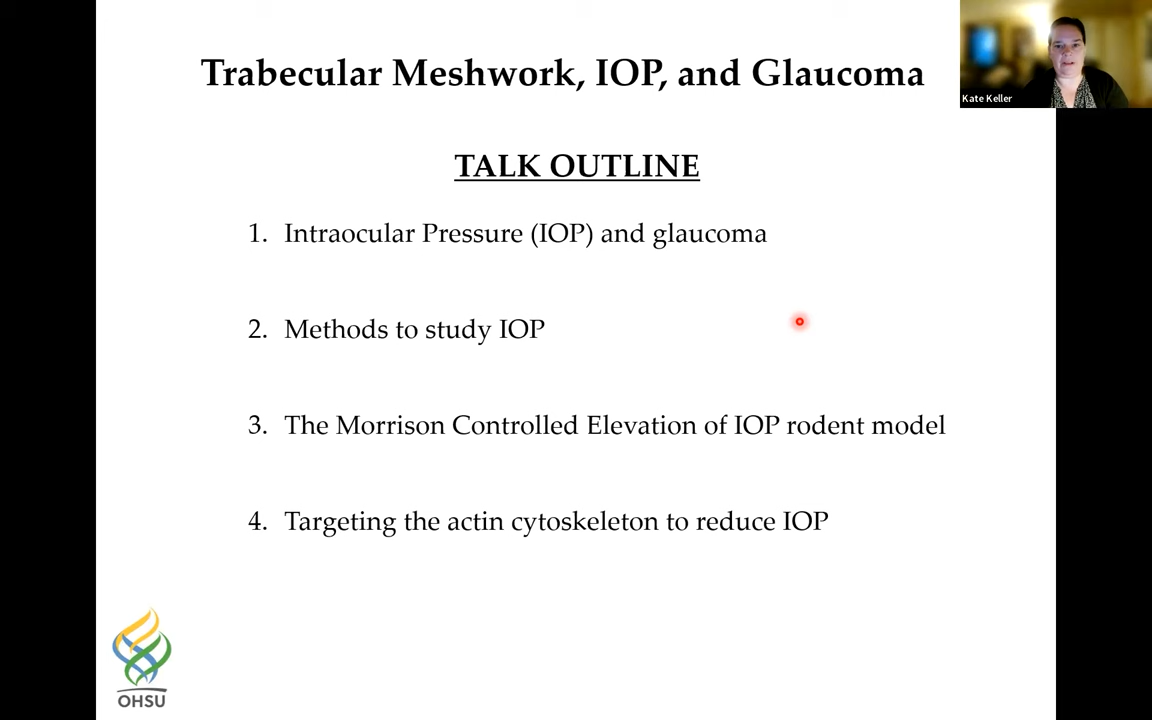 Trabecular Meshwork, IOP, and Glaucoma
Kate Keller
TALK OUTLINE
1. Intraocular Pressure (IOP) and glaucoma
2. Methods to study IOP
3. The Morrison Controlled Elevation of IOP rodent model
4. Targeting the actin cytoskeleton to reduce IOP
OHSU